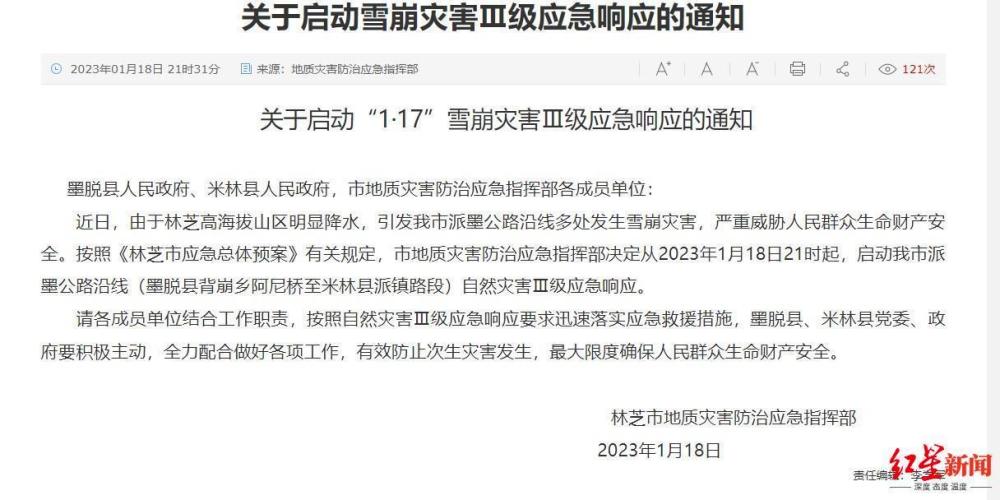 关于启动雪崩灾害Ⅲ级应急响应的通知
2023年01月18日 21时31分 来源：地质灾害防治应急指挥部 A+ A A- 121次
关于启动“1·17”雪崩灾害Ⅲ级应急响应的通知
墨脱县人民政府、米林县人民政府，市地质灾害防治应急指挥部各成员单位：
近日，由于林芝高海拔山区明显降水，引发我市派墨公路沿线多处发生雪崩灾害，严重威胁人民群众生命财产安
全。按照《林芝市应急总体预案》有关规定，市地质灾害防治应急指挥部决定从2023年1月18日21时起，启动我市派
墨公路沿线（墨脱县背崩乡阿尼桥至米林县派镇路段）自然灾害Ⅲ级应急响应。
请各成员单位结合工作职责，按照自然灾害Ⅲ级应急响应要求迅速落实应急救援措施，墨脱县、米林县党委、政
府要积极主动，全力配合做好各项工作，有效防止次生灾害发生，最大限度确保人民群众生命财产安全。
林芝市地质灾害防治应急指挥部
2023年1月18日
红星新闻
责任编辑：李
深度 态度 温度